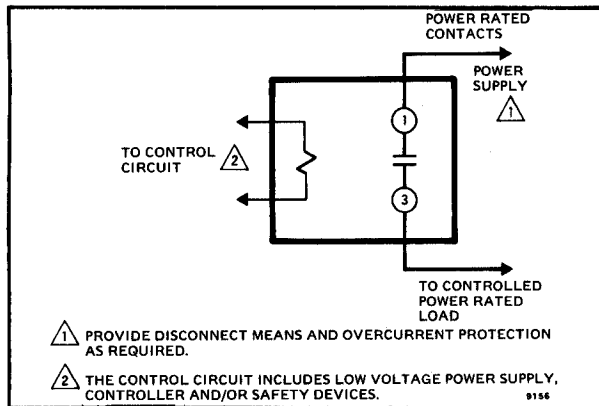 POWER RATED
CONTACTS
POWER
SUPPLY
1
1
TO CONTROL
CIRCUIT
2
3
TO CONTROLLED
POWER RATED
LOAD
1 PROVIDE DISCONNECT MEANS AND OVERCURRENT PROTECTION
AS REQUIRED.
2 THE CONTROL CIRCUIT INCLUDES LOW VOLTAGE POWER SUPPLY,
CONTROLLER AND/OR SAFETY DEVICES.
9156